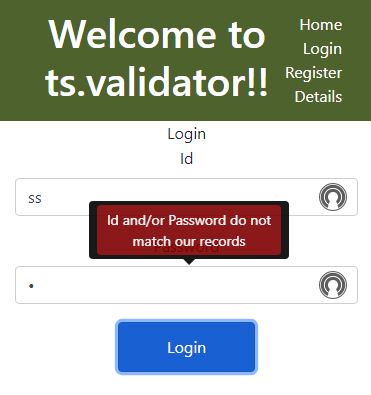 Welcome to
ts.validator!!
Home
Login
Register
Details
Login
Id
ss
Id and/or Password do not
match our records
Password
•
Login